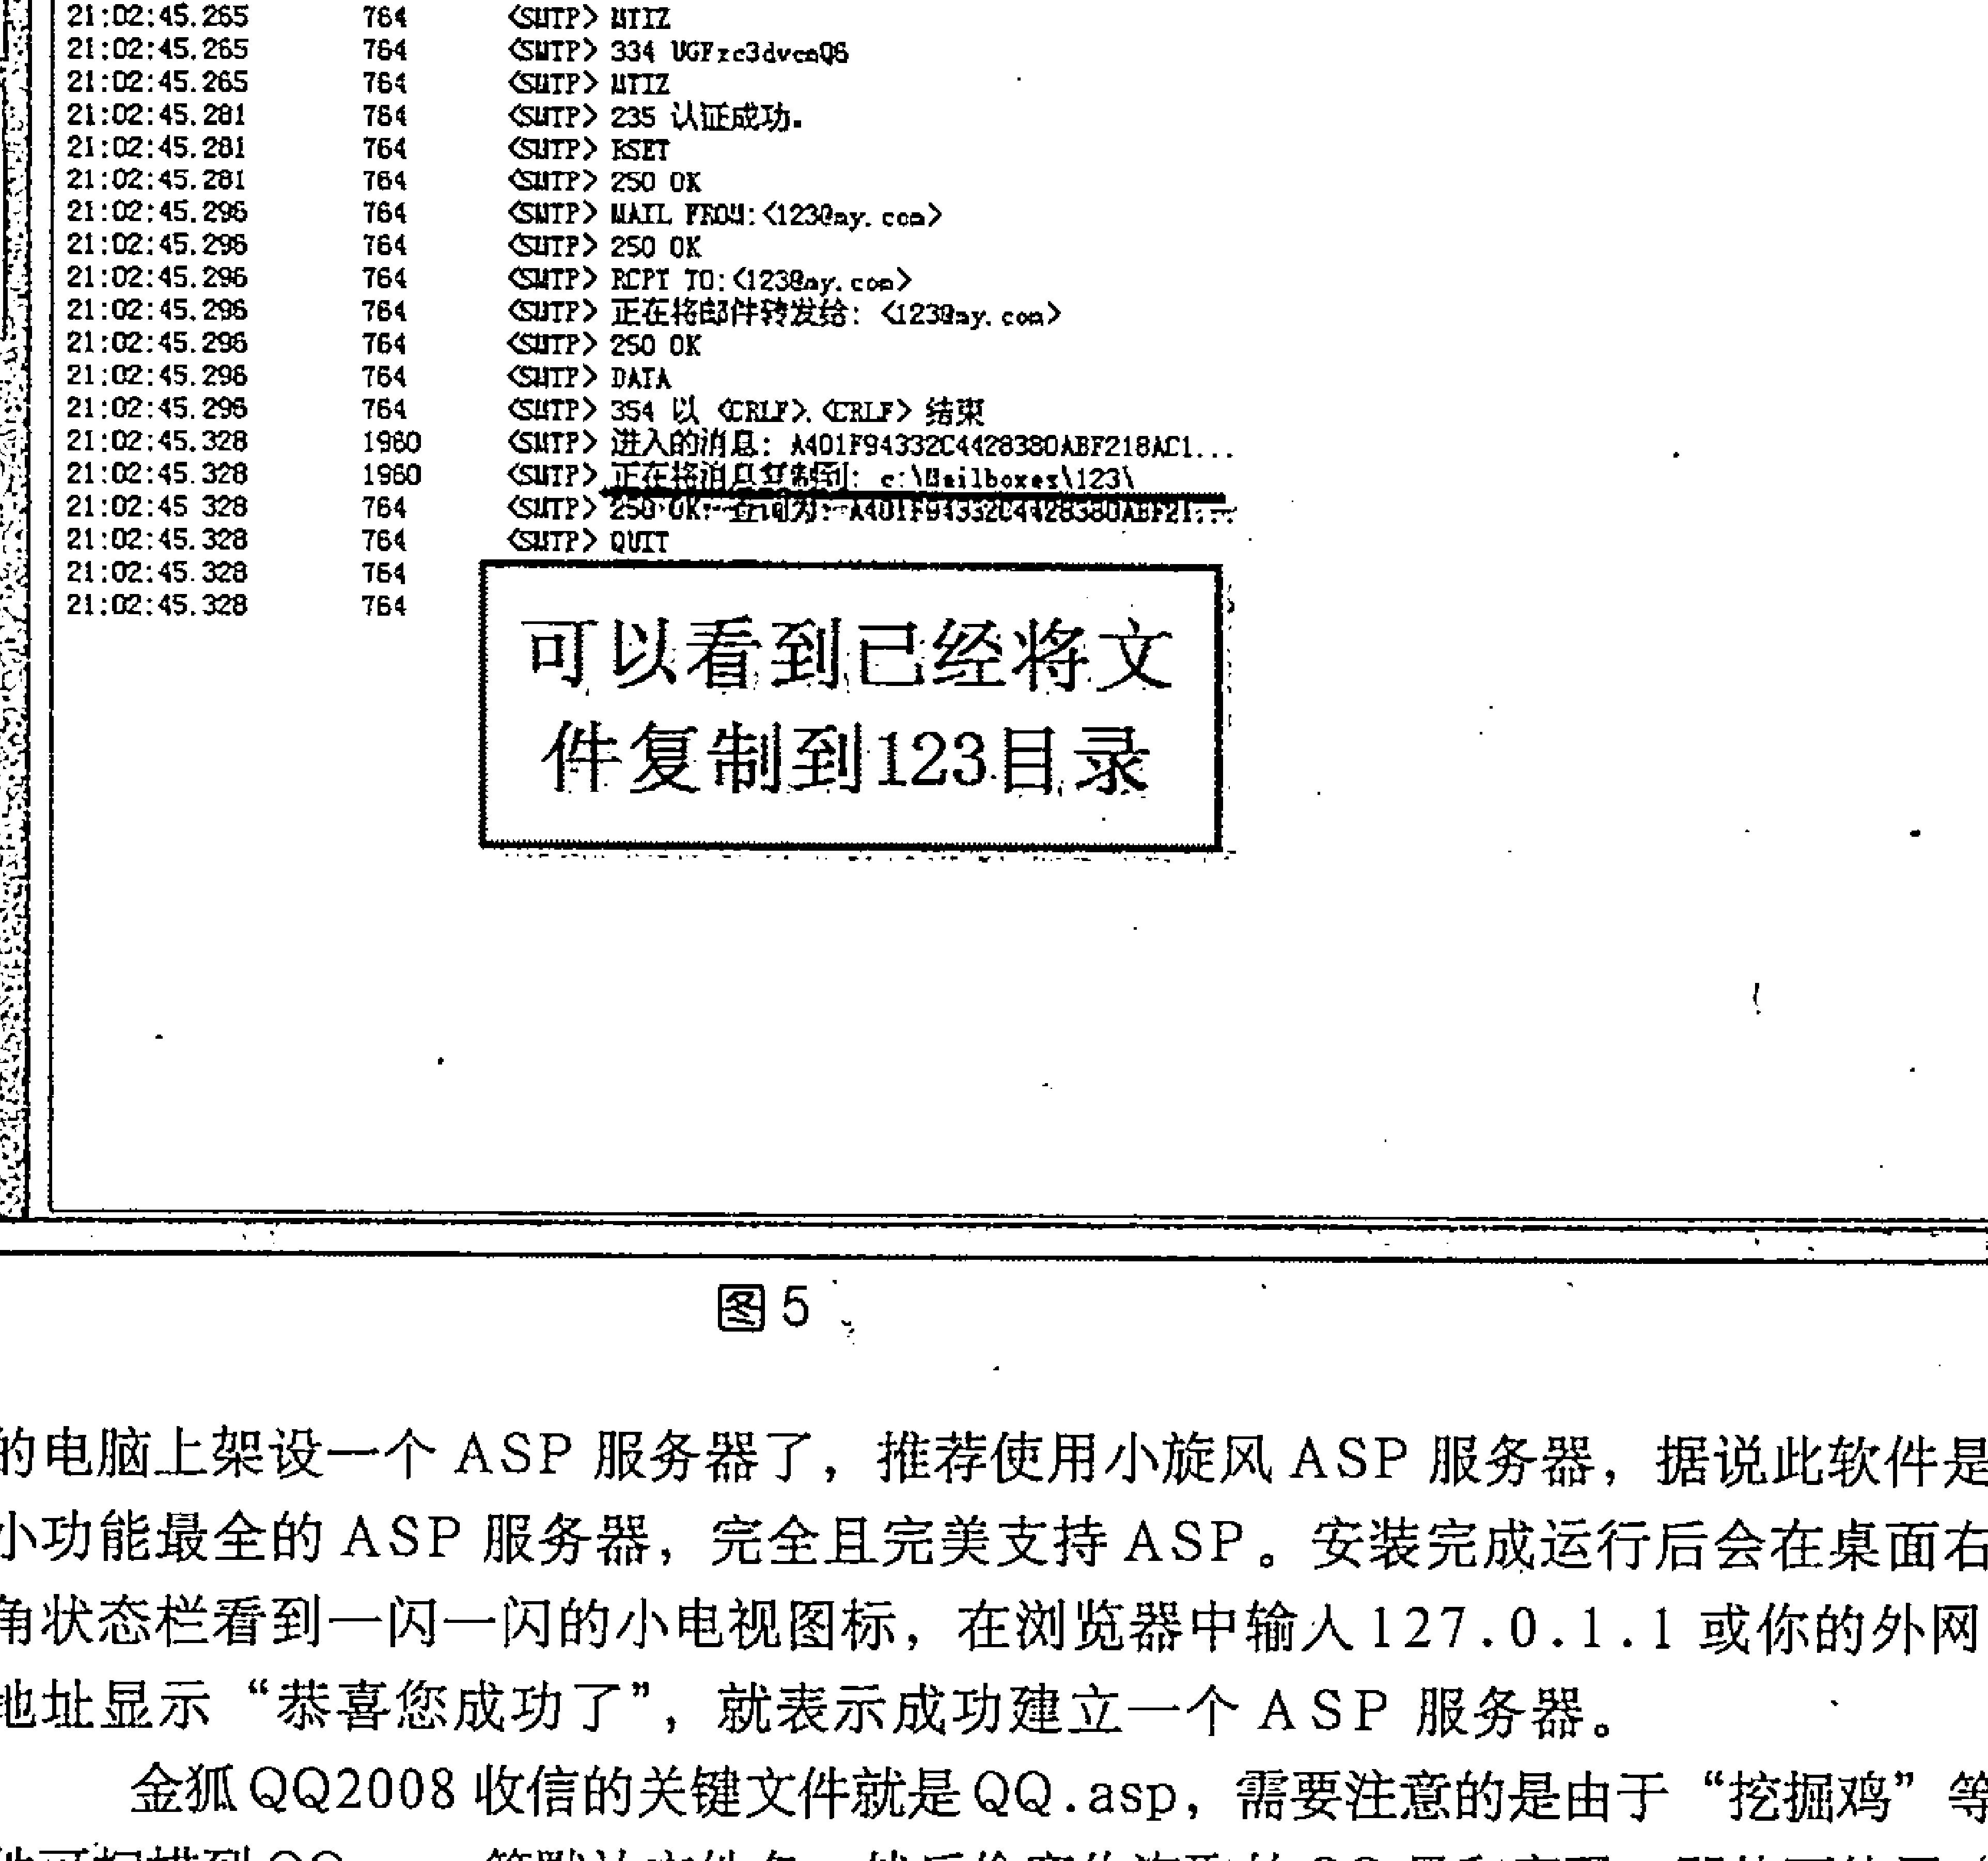 21:02:45.265 764 <SMTP> MTIZ
21:02:45.265 764 <SMTP> 334 UGFzc3dvcmQ6
21:02:45.265 764 <SMTP> MTIZ
21:02:45.281 764 <SMTP> 235 认证成功.
21:02:45.281 764 <SMTP> RSET
21:02:45.281 764 <SMTP> 250 OK
21:02:45.296 764 <SMTP> MAIL FROM:<123@my.com>
21:02:45.296 764 <SMTP> 250 OK
21:02:45.296 764 <SMTP> RCPT TO:<123@my.com>
21:02:45.296 764 <SMTP> 正在将邮件转发给: <123@my.com>
21:02:45.296 764 <SMTP> 250 OK
21:02:45.296 764 <SMTP> DATA
21:02:45.296 764 <SMTP> 354 以 <CRLF>.<CRLF> 结束
21:02:45.328 1960 <SMTP> 进入的消息: A401F94332C4428380ABF218AC1...
21:02:45.328 1960 <SMTP> 正在将消息复制到: c:\Mailboxes\123\
21:02:45.328 764 <SMTP> 250 OK. 查询为: A401F94332C4428380ABF21...
21:02:45.328 764 <SMTP> QUIT
21:02:45.328 764
21:02:45.328 764
可以看到已经将文
件复制到123目录
图5
的电脑上架设一个 ASP 服务器了，推荐使用小旋风 ASP 服务器，据说此软件是
小功能最全的 ASP 服务器，完全且完美支持 ASP。安装完成运行后会在桌面右
角状态栏看到一闪一闪的小电视图标，在浏览器中输入127.0.1.1 或你的外网
地址显示“恭喜您成功了”，就表示成功建立一个 ASP 服务器。
金狐QQ2008 收信的关键文件就是QQ.asp，需要注意的是由于“挖掘鸡”等